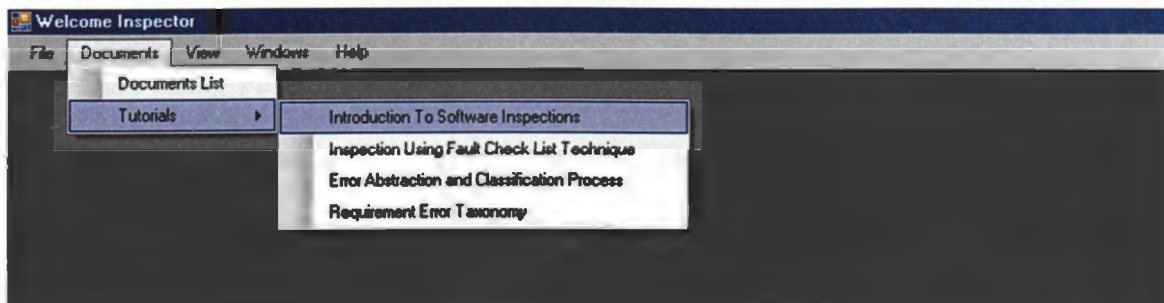 Welcome Inspector
File Documents View Windows Help
Documents List
Tutorials
Introduction To Software Inspections
Inspection Using Fault Check List Technique
Error Abstraction and Classification Process
Requirement Error Taxonomy